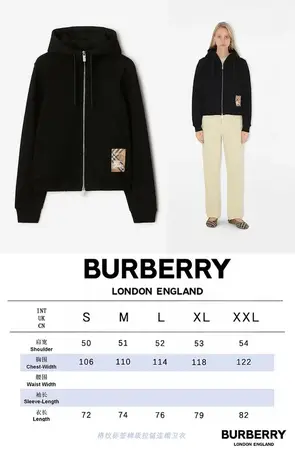 BURBERRY
LONDON ENGLAND
INT UK CN S M L XL XXL
肩宽 Shoulder 50 51 52 53 54
胸围 Chest-Width 106 110 114 118 122
腰围 Waist Width
袖长 Sleeve-Length
衣长 Length 72 74 76 79 82
BURBERRY
LONDON ENGLAND